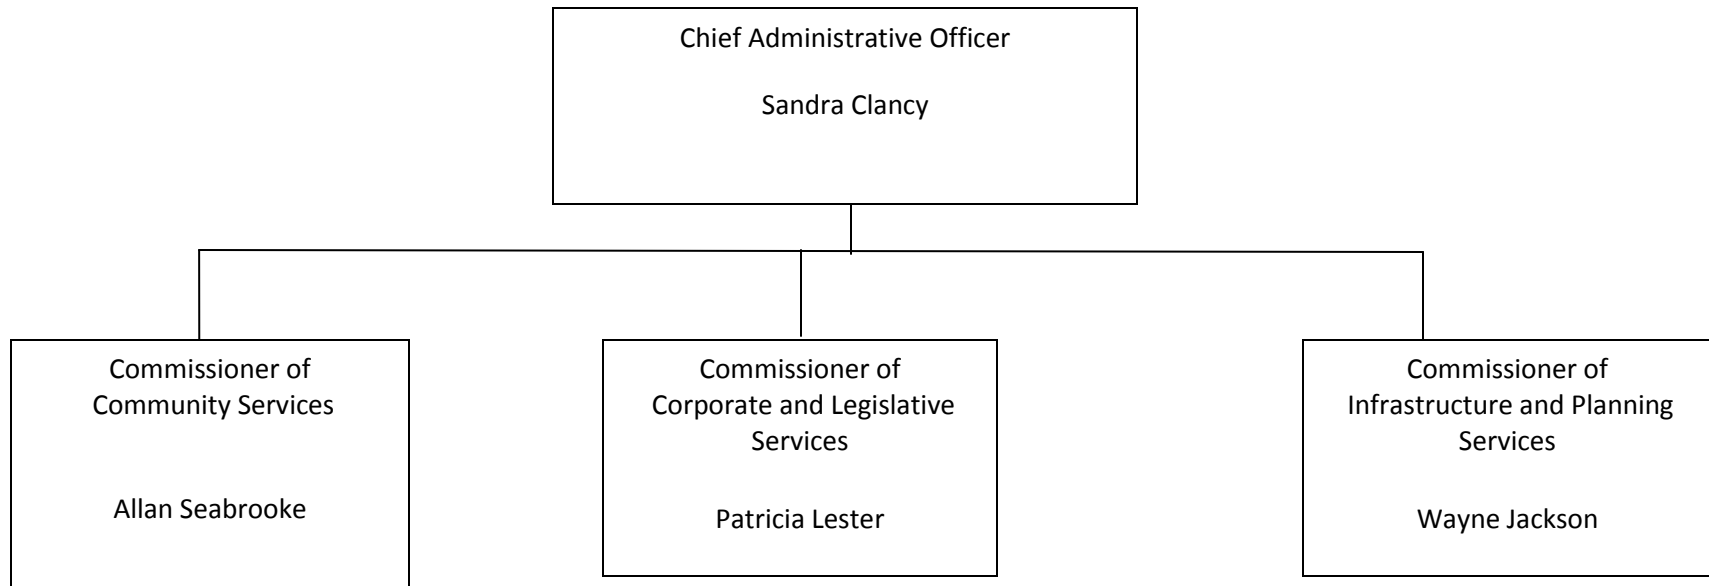 Chief Administrative Officer
Sandra Clancy
Commissioner of
Community Services
Allan Seabrooke
Commissioner of
Corporate and Legislative
Services
Patricia Lester
Commissioner of
Infrastructure and Planning
Services
Wayne Jackson